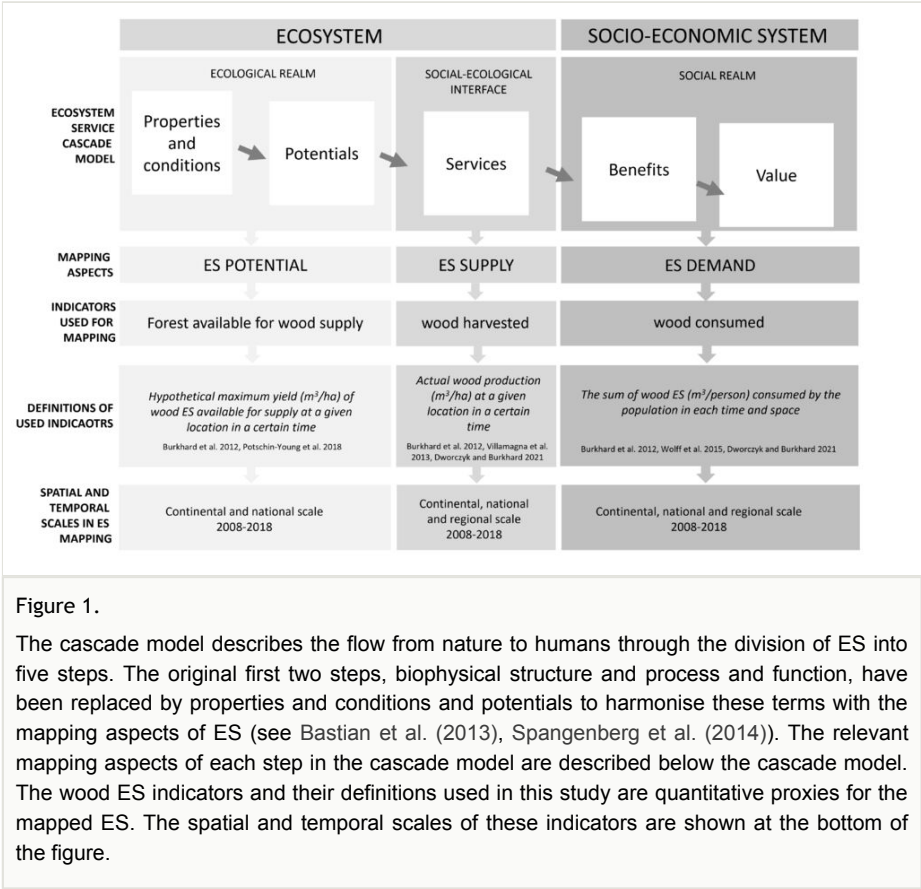 ECOSYSTEM
SOCIO-ECONOMIC SYSTEM
ECOLOGICAL REALM
SOCIAL-ECOLOGICAL
INTERFACE
SOCIAL REALM
ECOSYSTEM
SERVICE
CASCADE
MODEL
Properties
and
conditions
Potentials
Services
Benefits
Value
MAPPING
ASPECTS
ES POTENTIAL
ES SUPPLY
ES DEMAND
INDICATORS
USED FOR
MAPPING
Forest available for wood supply
wood harvested
wood consumed
DEFINITIONS OF
USED INDICAOTRS
Hypothetical maximum yield (m³/ha) of
wood ES available for supply at a given
location in a certain time
Burkhard et al. 2012, Potschin-Young et al. 2018
Actual wood production
(m³/ha) at a given
location in a certain
time
Burkhard et al. 2012, Villamagna et al.
2013, Dworczyk and Burkhard 2021
The sum of wood ES (m³/person) consumed by the
population in each time and space
Burkhard et al. 2012, Wolff et al. 2015, Dworczyk and Burkhard 2021
SPATIAL AND
TEMPORAL
SCALES IN ES
MAPPING
Continental and national scale
2008-2018
Continental, national
and regional scale
2008-2018
Continental, national and regional scale
2008-2018
Figure 1.
The cascade model describes the flow from nature to humans through the division of ES into
five steps. The original first two steps, biophysical structure and process and function, have
been replaced by properties and conditions and potentials to harmonise these terms with the
mapping aspects of ES (see Bastian et al. (2013), Spangenberg et al. (2014)). The relevant
mapping aspects of each step in the cascade model are described below the cascade model.
The wood ES indicators and their definitions used in this study are quantitative proxies for the
mapped ES. The spatial and temporal scales of these indicators are shown at the bottom of
the figure.